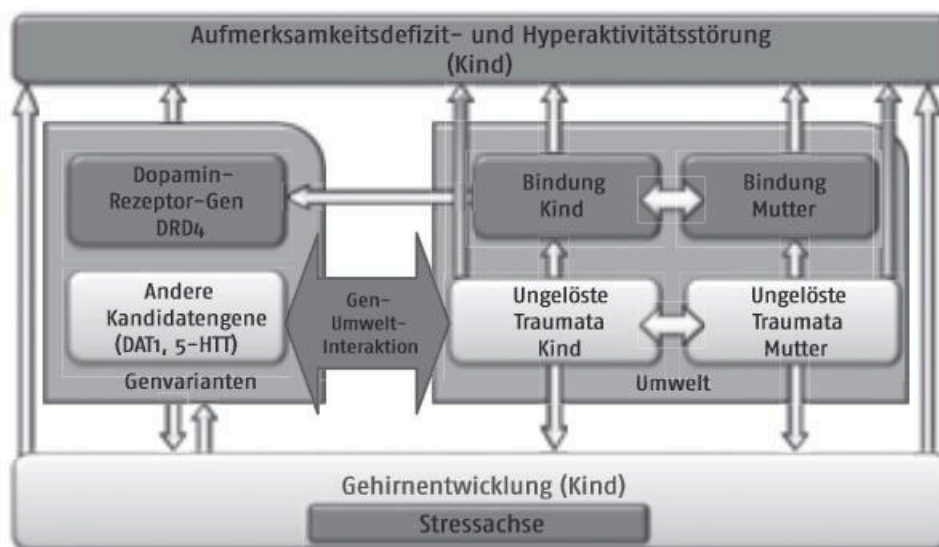 Aufmerksamkeitsdefizit- und Hyperaktivitätsstörung
(Kind)
Dopamin-
Rezeptor-Gen
DRD4
Andere
Kandidatengene
(DAT1, 5-HTT)
Genvarianten
Gen-
Umwelt-
Interaktion
Bindung
Kind
Bindung
Mutter
Ungelöste
Traumata
Kind
Ungelöste
Traumata
Mutter
Umwelt
Gehirnentwicklung (Kind)
Stressachse